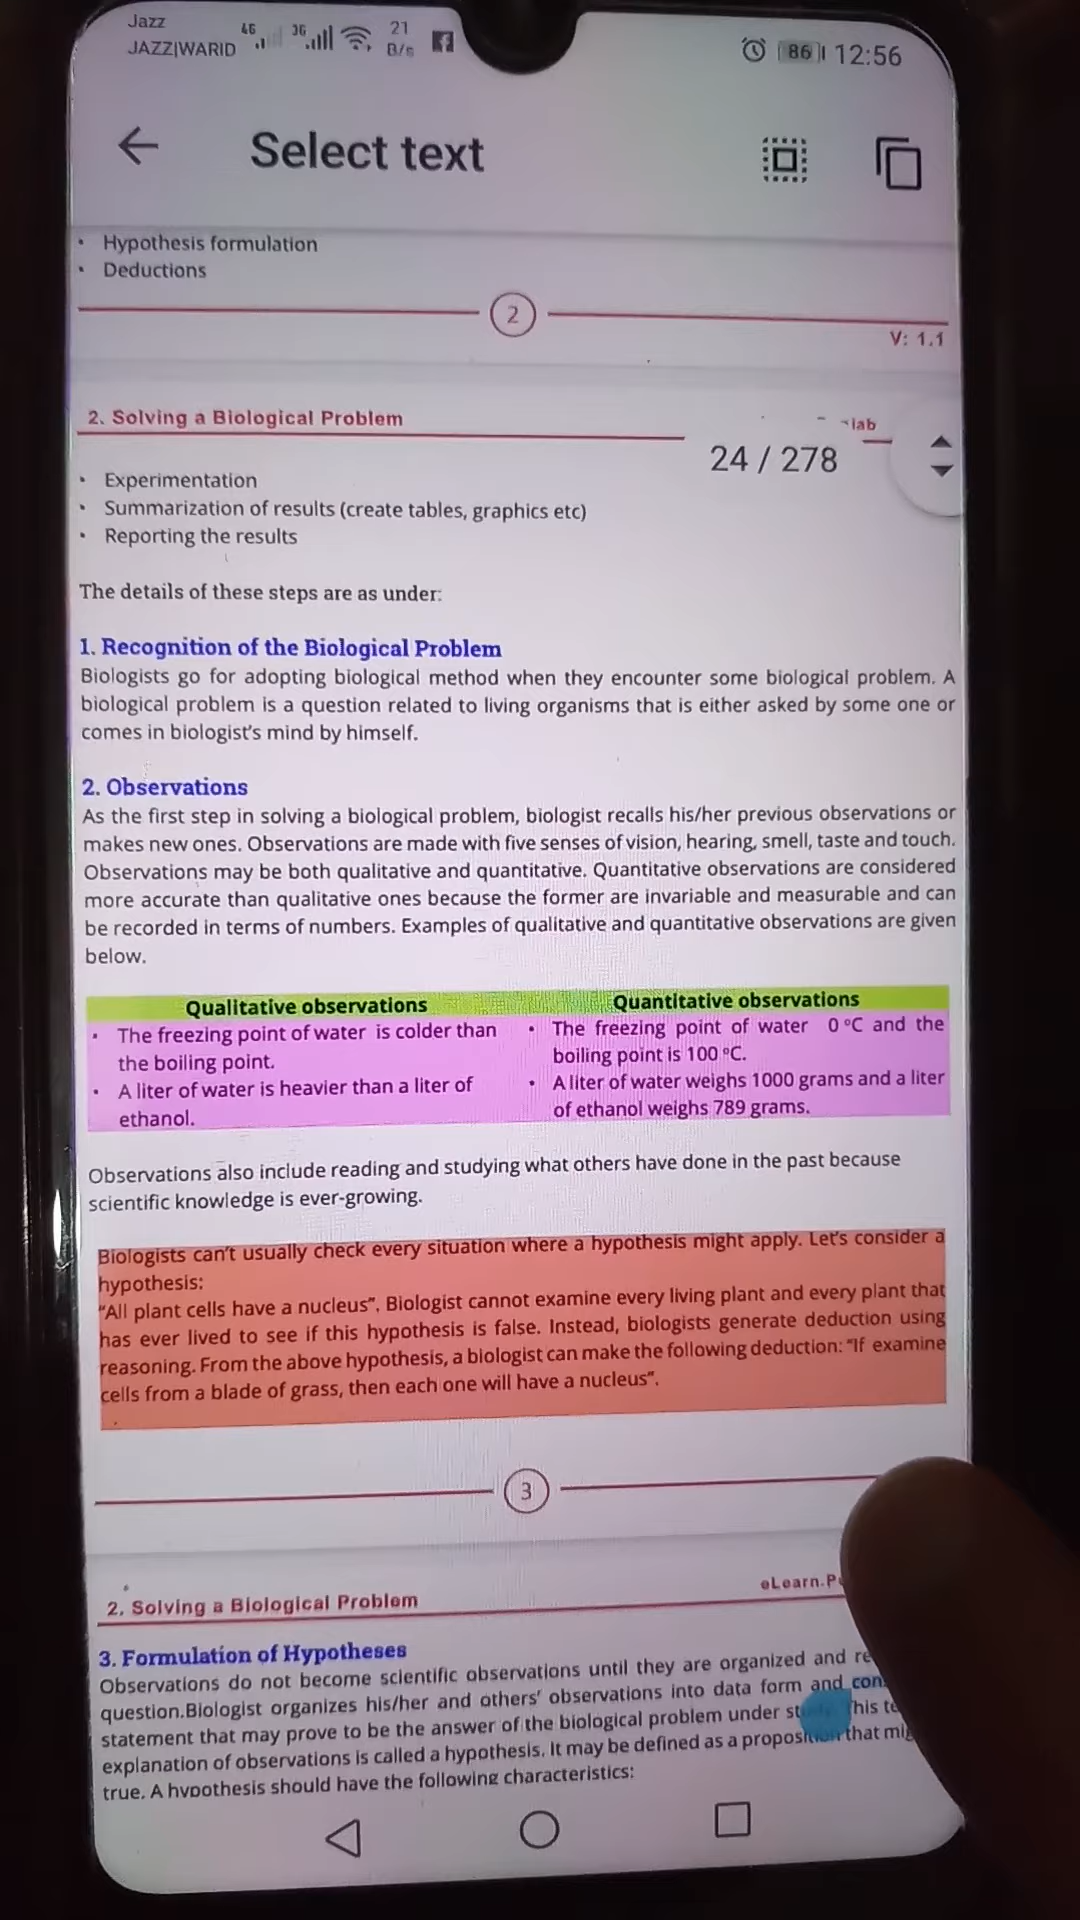 Jazz
JAZZ|WARID 4G 3G 21 B/s 86 12:56
Select text
• Hypothesis formulation
• Deductions
2
V: 1.1
2. Solving a Biological Problem
lab
24 / 278
• Experimentation
• Summarization of results (create tables, graphics etc)
• Reporting the results
The details of these steps are as under:
1. Recognition of the Biological Problem
Biologists go for adopting biological method when they encounter some biological problem. A
biological problem is a question related to living organisms that is either asked by some one or
comes in biologist's mind by himself.
2. Observations
As the first step in solving a biological problem, biologist recalls his/her previous observations or
makes new ones. Observations are made with five senses of vision, hearing, smell, taste and touch.
Observations may be both qualitative and quantitative. Quantitative observations are considered
more accurate than qualitative ones because the former are invariable and measurable and can
be recorded in terms of numbers. Examples of qualitative and quantitative observations are given
below.
Qualitative observations
• The freezing point of water is colder than
the boiling point.
• A liter of water is heavier than a liter of
ethanol.
Quantitative observations
• The freezing point of water 0 °C and the
boiling point is 100 °C.
• A liter of water weighs 1000 grams and a liter
of ethanol weighs 789 grams.
Observations also include reading and studying what others have done in the past because
scientific knowledge is ever-growing.
Biologists can't usually check every situation where a hypothesis might apply. Let's consider a
hypothesis:
"All plant cells have a nucleus". Biologist cannot examine every living plant and every plant that
has ever lived to see if this hypothesis is false. Instead, biologists generate deduction using
reasoning. From the above hypothesis, a biologist can make the following deduction: "If examine
cells from a blade of grass, then each one will have a nucleus".
3
2. Solving a Biological Problem
eLearn.P
3. Formulation of Hypotheses
Observations do not become scientific observations until they are organized and
question.Biologist organizes his/her and others' observations into data form and
statement that may prove to be the answer of the biological problem under
explanation of observations is called a hypothesis. It may be defined as a proposition that
true. A hypothesis should have the following characteristics: